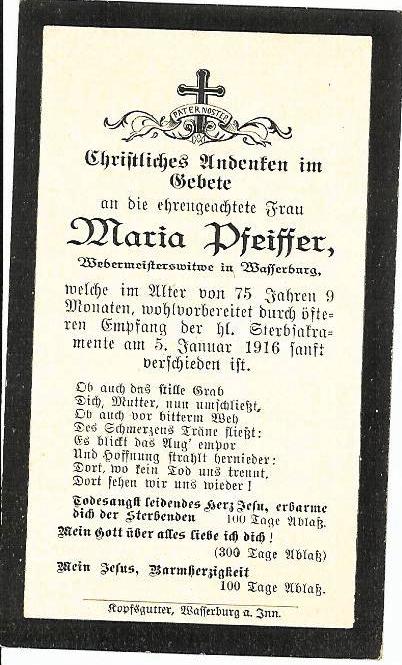 PATER NOSTER
Christliches Andenken im
Gebete
an die ehrengeachtete Frau
Maria Pfeiffer,
Webermeisterswitwe in Wasserburg,
welche im Alter von 75 Jahren 9
Monaten, wohlvorbereitet durch öfte-
ren Empfang der hl. Sterbsakra-
mente am 5. Januar 1916 sanft
verschieden ist.
Ob auch das stille Grab
Dich, Mutter, nun umschließt,
Ob auch vor bitterm Weh
Des Schmerzens Träne fließt:
Es blickt das Aug' empor
Und Hoffnung strahlt hernieder:
Dort, wo kein Tod uns trennt,
Dort sehen wir uns wieder!
Todesangst leidendes Herz Jesu, erbarme
dich der Sterbenden 100 Tage Ablaß.
Mein Gott über alles liebe ich dich!
(300 Tage Ablaß)
Mein Jesus, Barmherzigkeit
100 Tage Ablaß.
Kopfsgutter, Wasserburg a. Inn.